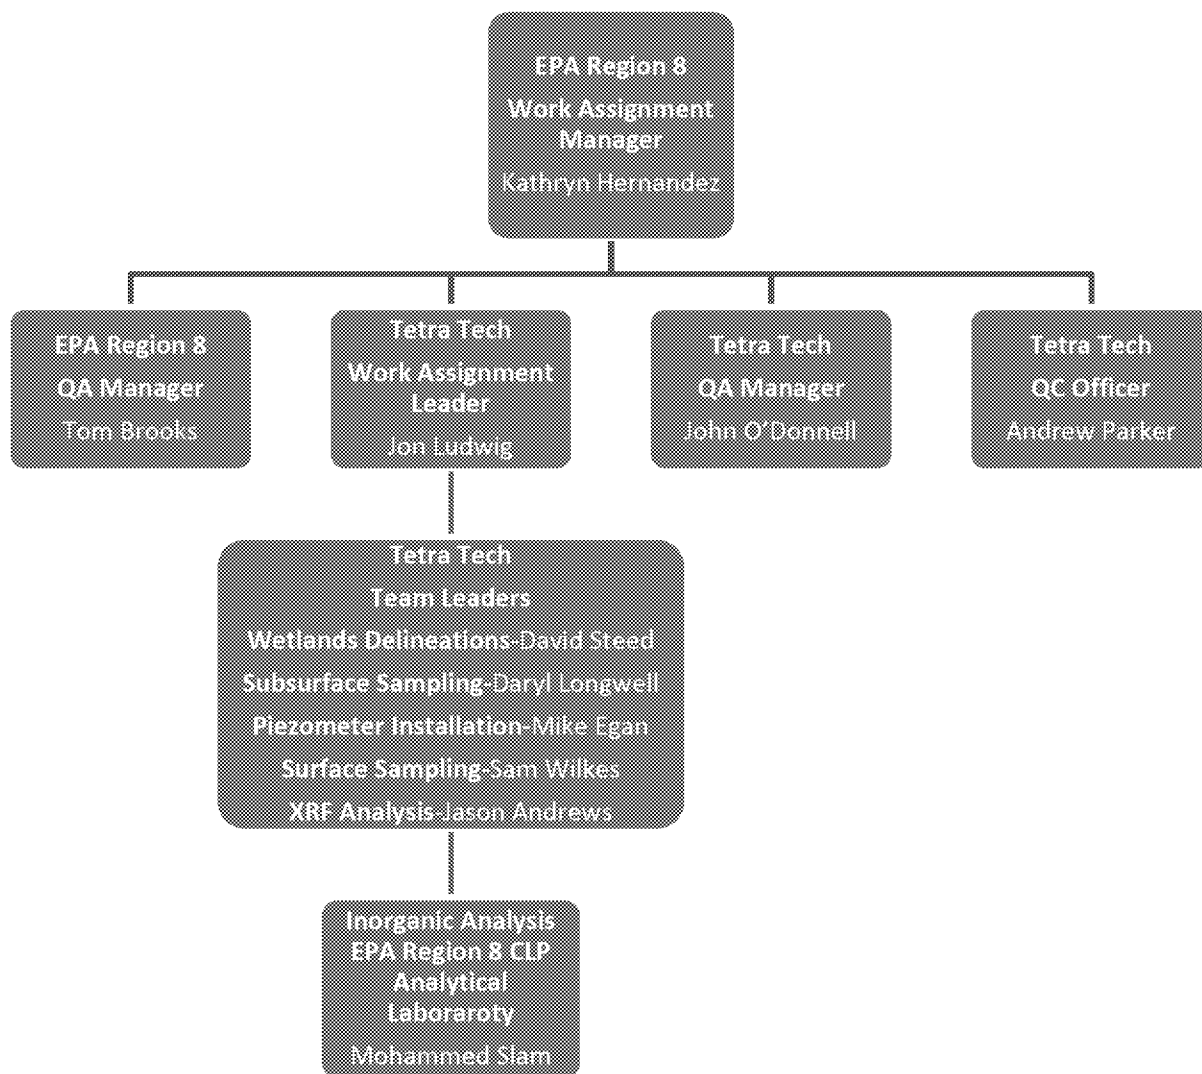 EPA Region 8
Work Assignment
Manager
Kathryn Hernandez
EPA Region 8
QA Manager
Tom Brooks
Tetra Tech
Work Assignment
Leader
Jon Ludwig
Tetra Tech
QA Manager
John O'Donnell
Tetra Tech
QC Officer
Andrew Parker
Tetra Tech
Team Leaders
Wetlands Delineations-David Steed
Subsurface Sampling-Daryl Longwell
Piezometer Installation-Mike Egan
Surface Sampling-Sam Wilkes
XRF Analysis-Jason Andrews
Inorganic Analysis
EPA Region 8 CLP
Analytical
Laboraroty
Mohammed Slam